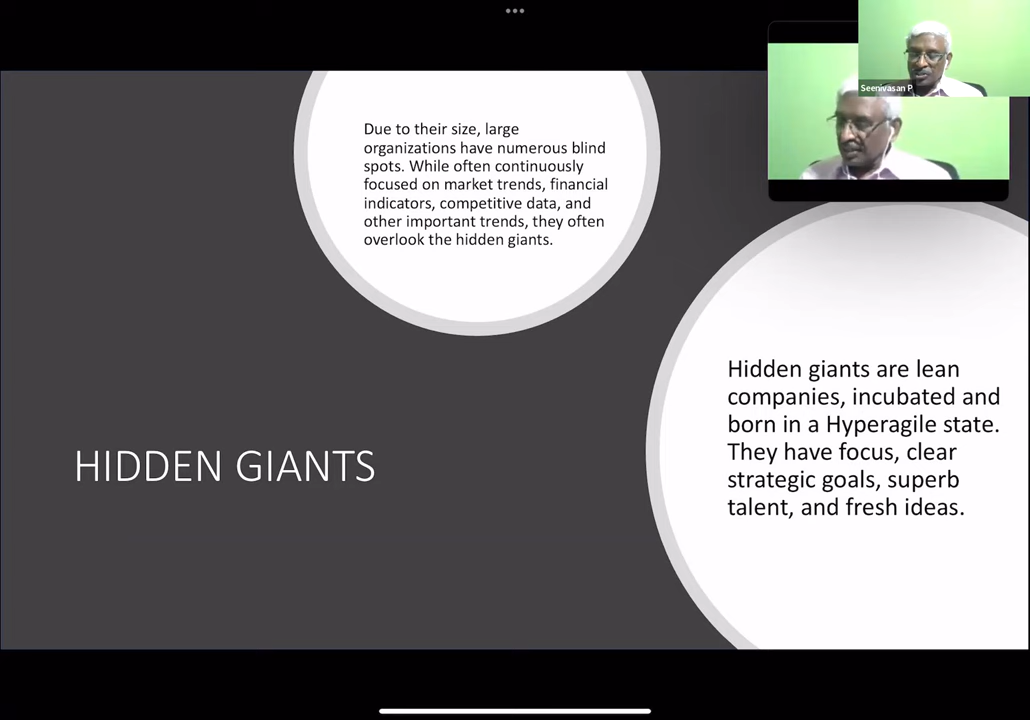 Seenivasan P
Due to their size, large
organizations have numerous blind
spots. While often continuously
focused on market trends, financial
indicators, competitive data, and
other important trends, they often
overlook the hidden giants.
Hidden giants are lean
companies, incubated and
born in a Hyperagile state.
They have focus, clear
strategic goals, superb
talent, and fresh ideas.
HIDDEN GIANTS